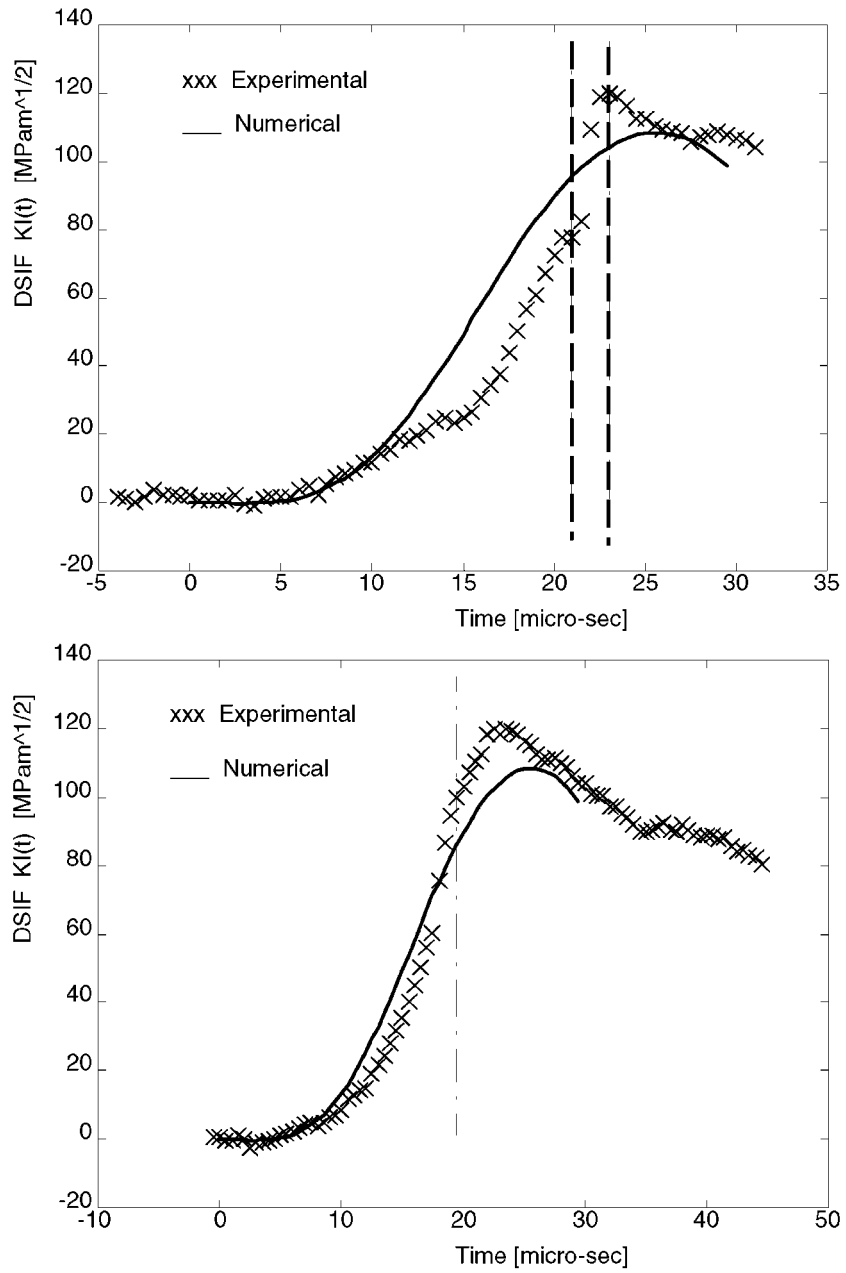 140
120
100
80
60
40
20
0
-20
DSIF KI(t) [MPam^1/2]
xxx Experimental
___ Numerical
-5 0 5 10 15 20 25 30 35
Time [micro-sec]
140
120
100
80
60
40
20
0
-20
DSIF KI(t) [MPam^1/2]
xxx Experimental
___ Numerical
-10 0 10 20 30 40 50
Time [micro-sec]